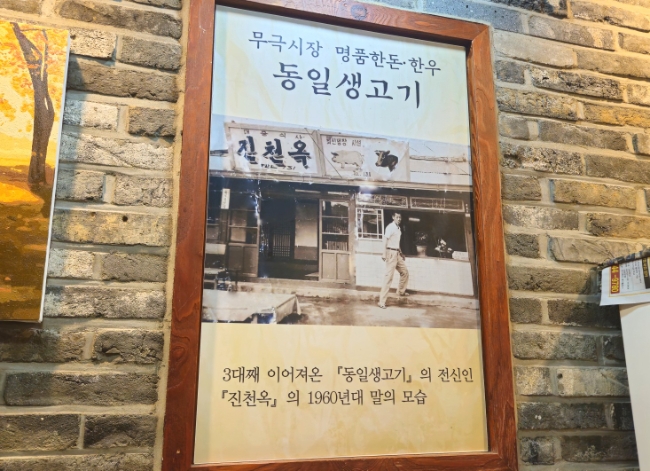 무극시장 명품한돈·한우
동일생고기
진천옥
3대째 이어져온 『동일생고기』의 전신인
『진천옥』의 1960년대 말의 모습